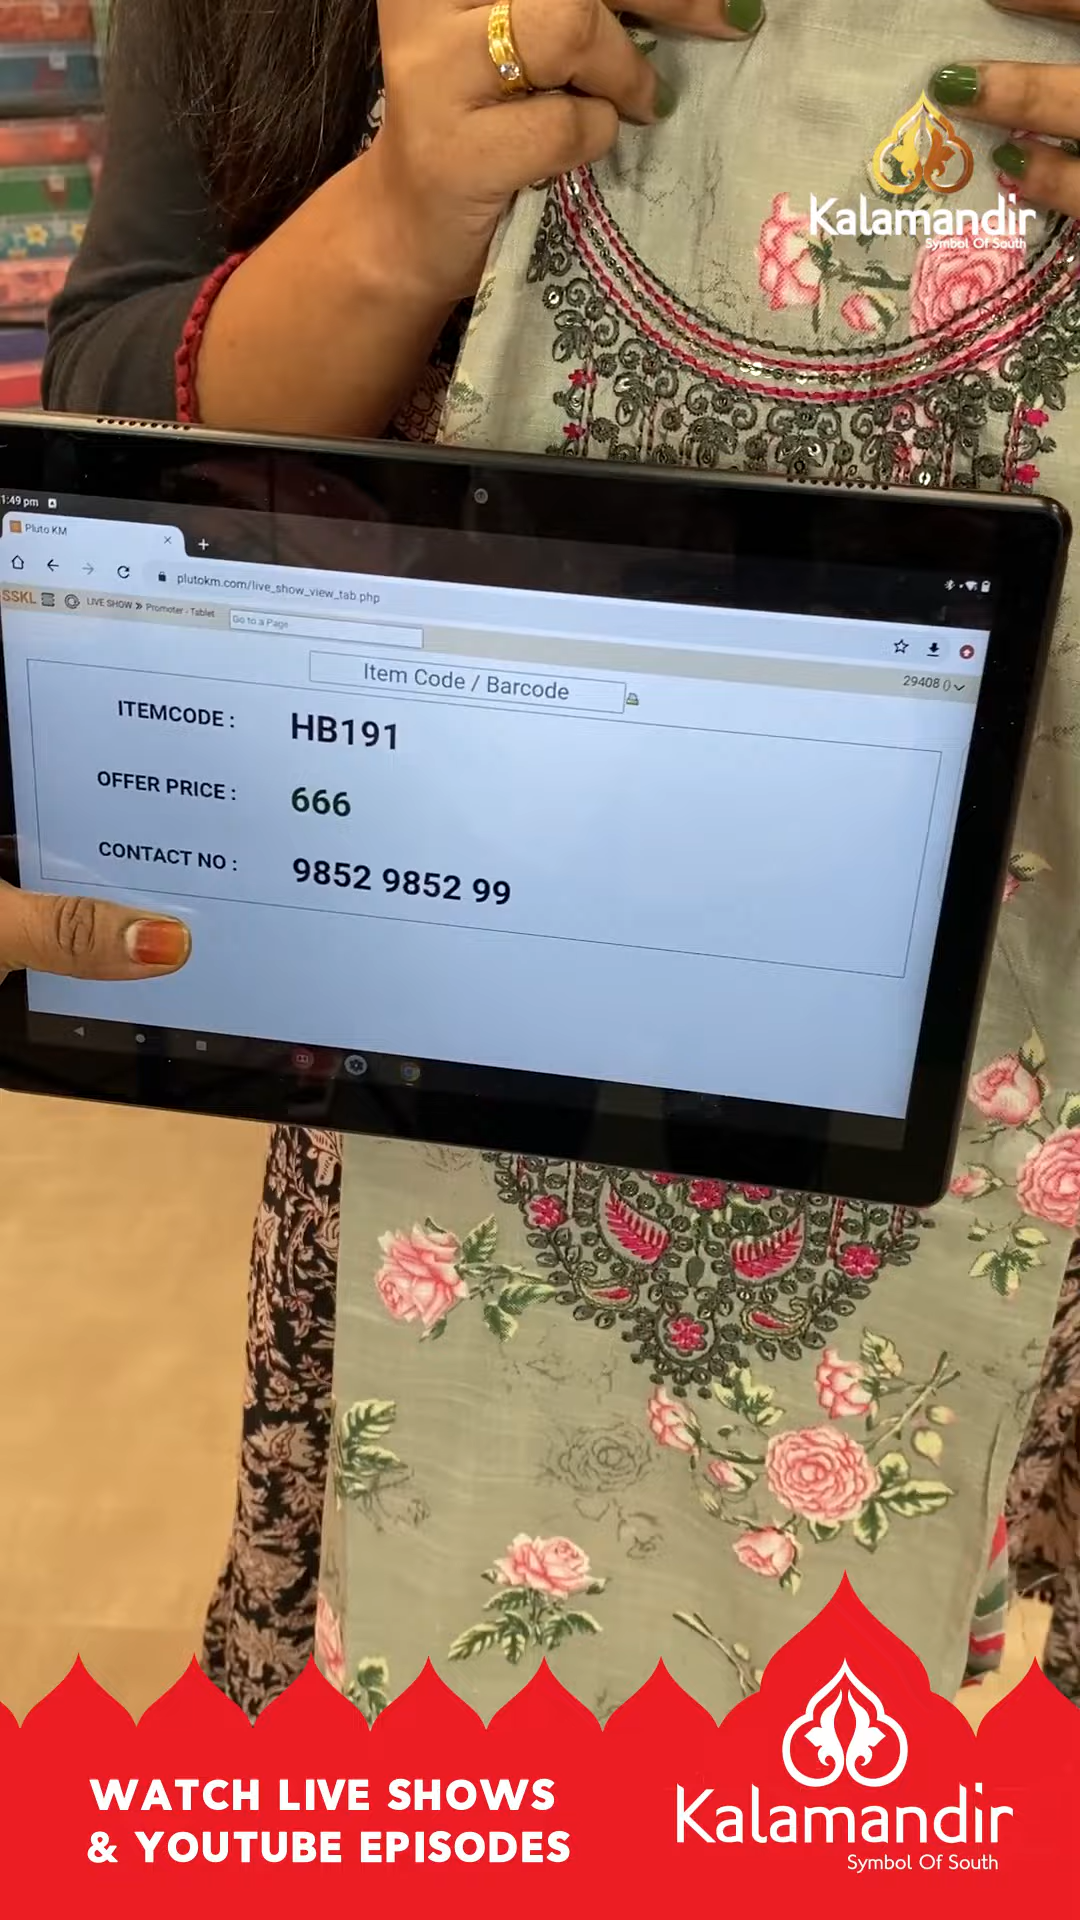 Kalamandir
Symbol Of South
1:49 pm
Pluto KM
plutokm.com/live_show_view_tab.php
SSKL
LIVE SHOW » Promoter - Tablet
Go to a Page
29408 ()
Item Code / Barcode
ITEMCODE : HB191
OFFER PRICE : 666
CONTACT NO : 9852 9852 99
WATCH LIVE SHOWS
& YOUTUBE EPISODES
Kalamandir
Symbol Of South